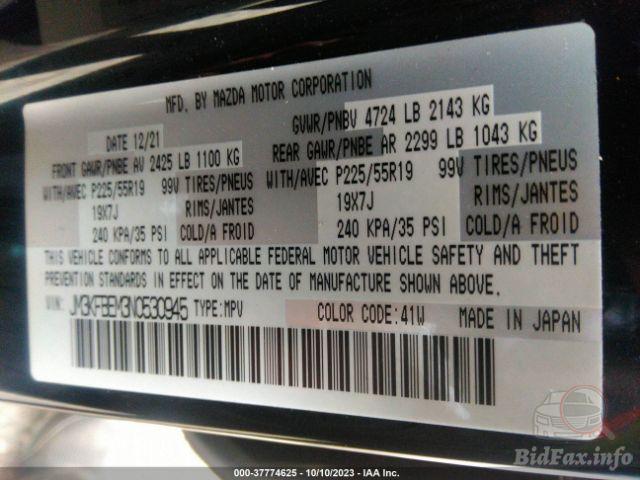 MFD. BY MAZDA MOTOR CORPORATION
DATE 12/21 GVWR/PNBV 4724 LB 2143 KG
FRONT GAWR/PNBE AV 2425 LB 1100 KG REAR GAWR/PNBE AR 2299 LB 1043 KG
WITH/AVEC P225/55R19 99V TIRES/PNEUS WITH/AVEC P225/55R19 99V TIRES/PNEUS
19X7J RIMS/JANTES 19X7J RIMS/JANTES
240 KPA/35 PSI COLD/A FROID 240 KPA/35 PSI COLD/A FROID
THIS VEHICLE CONFORMS TO ALL APPLICABLE FEDERAL MOTOR VEHICLE SAFETY AND THEFT
PREVENTION STANDARDS IN EFFECT ON THE DATE OF MANUFACTURE SHOWN ABOVE.
VIN: JM3KFBEM3N0530945 TYPE:MPV COLOR CODE:41W MADE IN JAPAN
BidFax.info
000-37774625 - 10/10/2023 - IAA Inc.